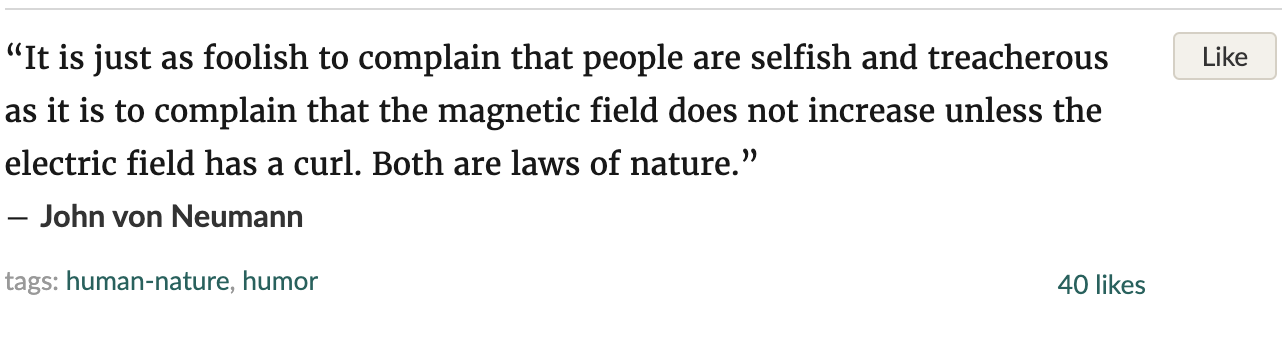 “It is just as foolish to complain that people are selfish and treacherous
Like
as it is to complain that the magnetic field does not increase unless the
electric field has a curl. Both are laws of nature.”
― John von Neumann
tags: human-nature, humor
40 likes